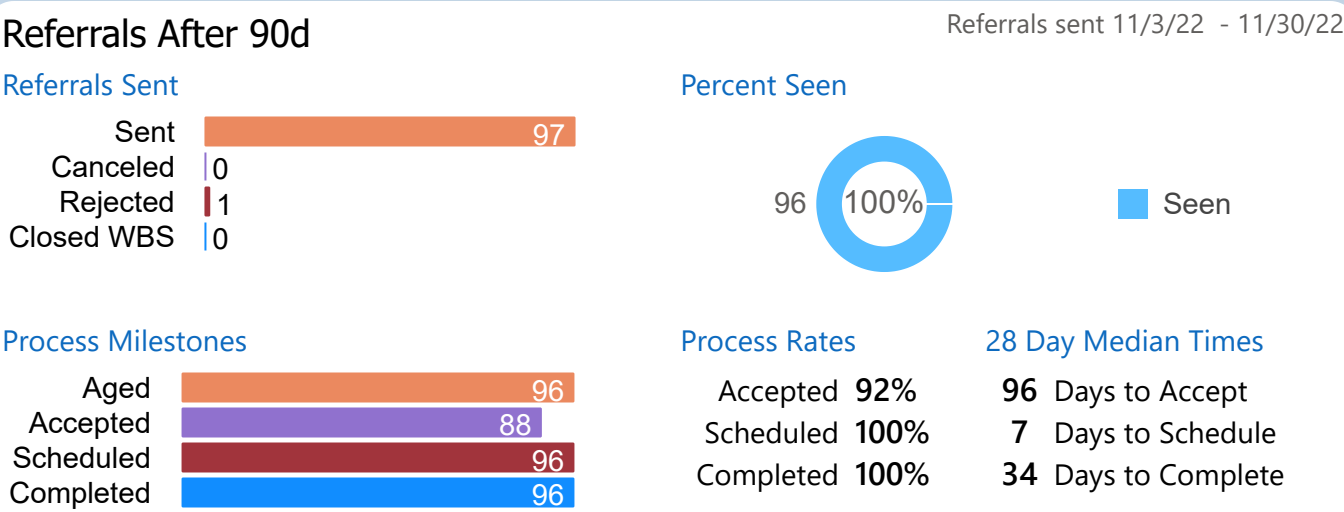 Referrals After 90d
Referrals sent 11/3/22 - 11/30/22
Referrals Sent
Sent 97
Canceled 0
Rejected 1
Closed WBS 0
Percent Seen
96 100% Seen
Process Milestones
Aged 96
Accepted 88
Scheduled 96
Completed 96
Process Rates
Accepted 92%
Scheduled 100%
Completed 100%
28 Day Median Times
96 Days to Accept
7 Days to Schedule
34 Days to Complete